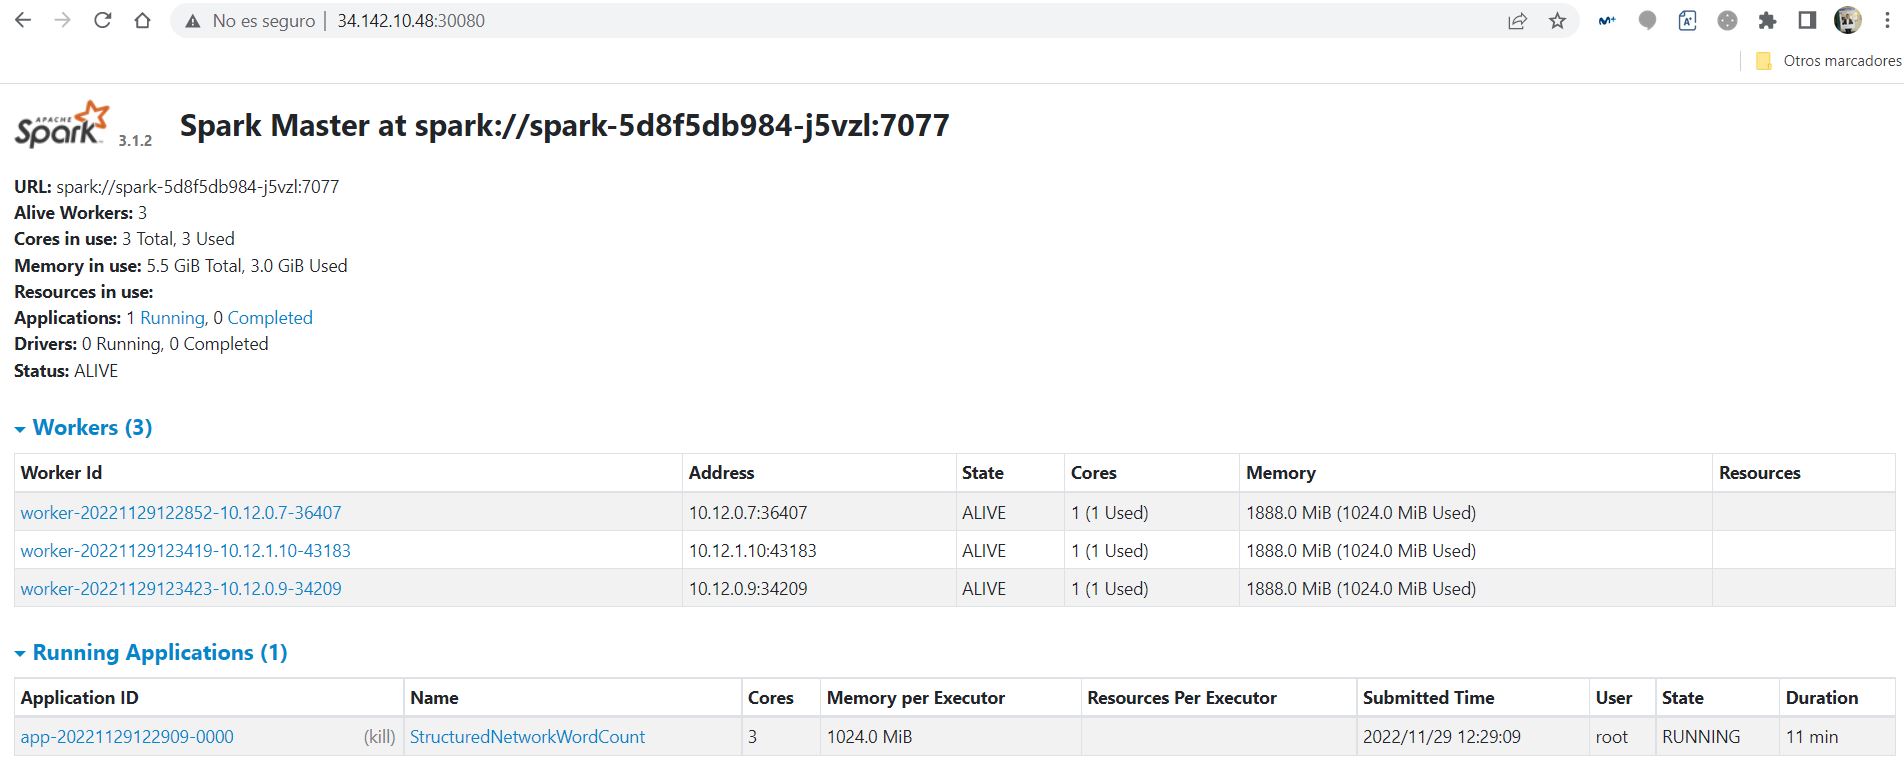 No es seguro | 34.142.10.48:30080
Otros marcadores
APACHE Spark 3.1.2 Spark Master at spark://spark-5d8f5db984-j5vzl:7077
URL: spark://spark-5d8f5db984-j5vzl:7077
Alive Workers: 3
Cores in use: 3 Total, 3 Used
Memory in use: 5.5 GiB Total, 3.0 GiB Used
Resources in use:
Applications: 1 Running, 0 Completed
Drivers: 0 Running, 0 Completed
Status: ALIVE
Workers (3)
Worker Id Address State Cores Memory Resources
worker-20221129122852-10.12.0.7-36407 10.12.0.7:36407 ALIVE 1 (1 Used) 1888.0 MiB (1024.0 MiB Used)
worker-20221129123419-10.12.1.10-43183 10.12.1.10:43183 ALIVE 1 (1 Used) 1888.0 MiB (1024.0 MiB Used)
worker-20221129123423-10.12.0.9-34209 10.12.0.9:34209 ALIVE 1 (1 Used) 1888.0 MiB (1024.0 MiB Used)
Running Applications (1)
Application ID Name Cores Memory per Executor Resources Per Executor Submitted Time User State Duration
app-20221129122909-0000 (kill) StructuredNetworkWordCount 3 1024.0 MiB 2022/11/29 12:29:09 root RUNNING 11 min